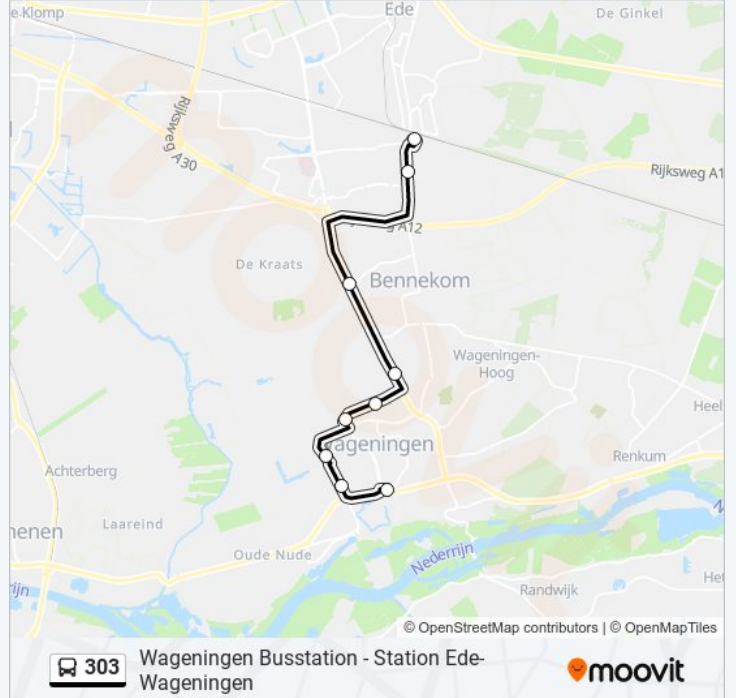 e Klomp
Ede
De Ginkel
Rijksweg A30
Rijksweg A1
g A12
De Kraats
Bennekom
Wageningen-
Hoog
Heel
Wageningen
Achterberg
Renkum
Laareind
nenen
Oude Nude
Nederrijn
N
Het
ijn
Randwijk
© OpenStreetMap contributors | © OpenMapTiles
303
Wageningen Busstation - Station Ede-
Wageningen
moovit